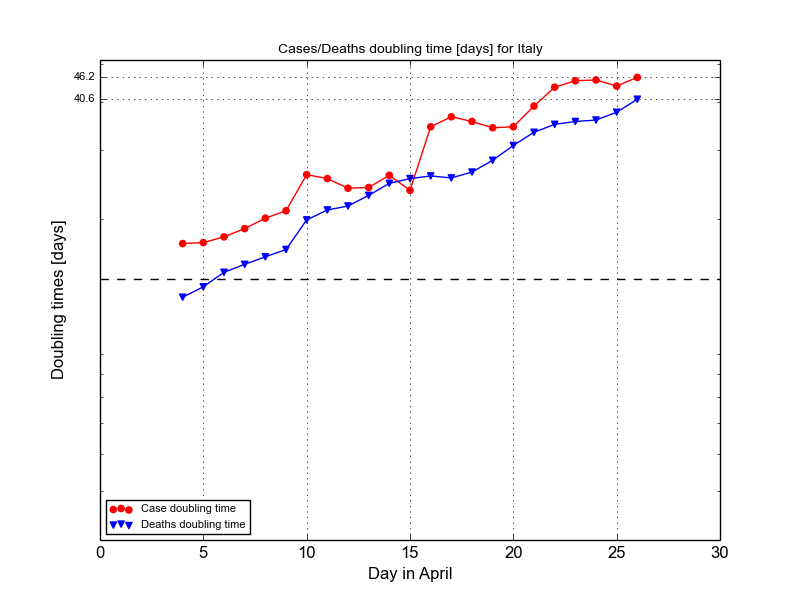 Cases/Deaths doubling time [days] for Italy
46.2
40.6
Doubling times [days]
Case doubling time
Deaths doubling time
0 5 10 15 20 25 30
Day in April